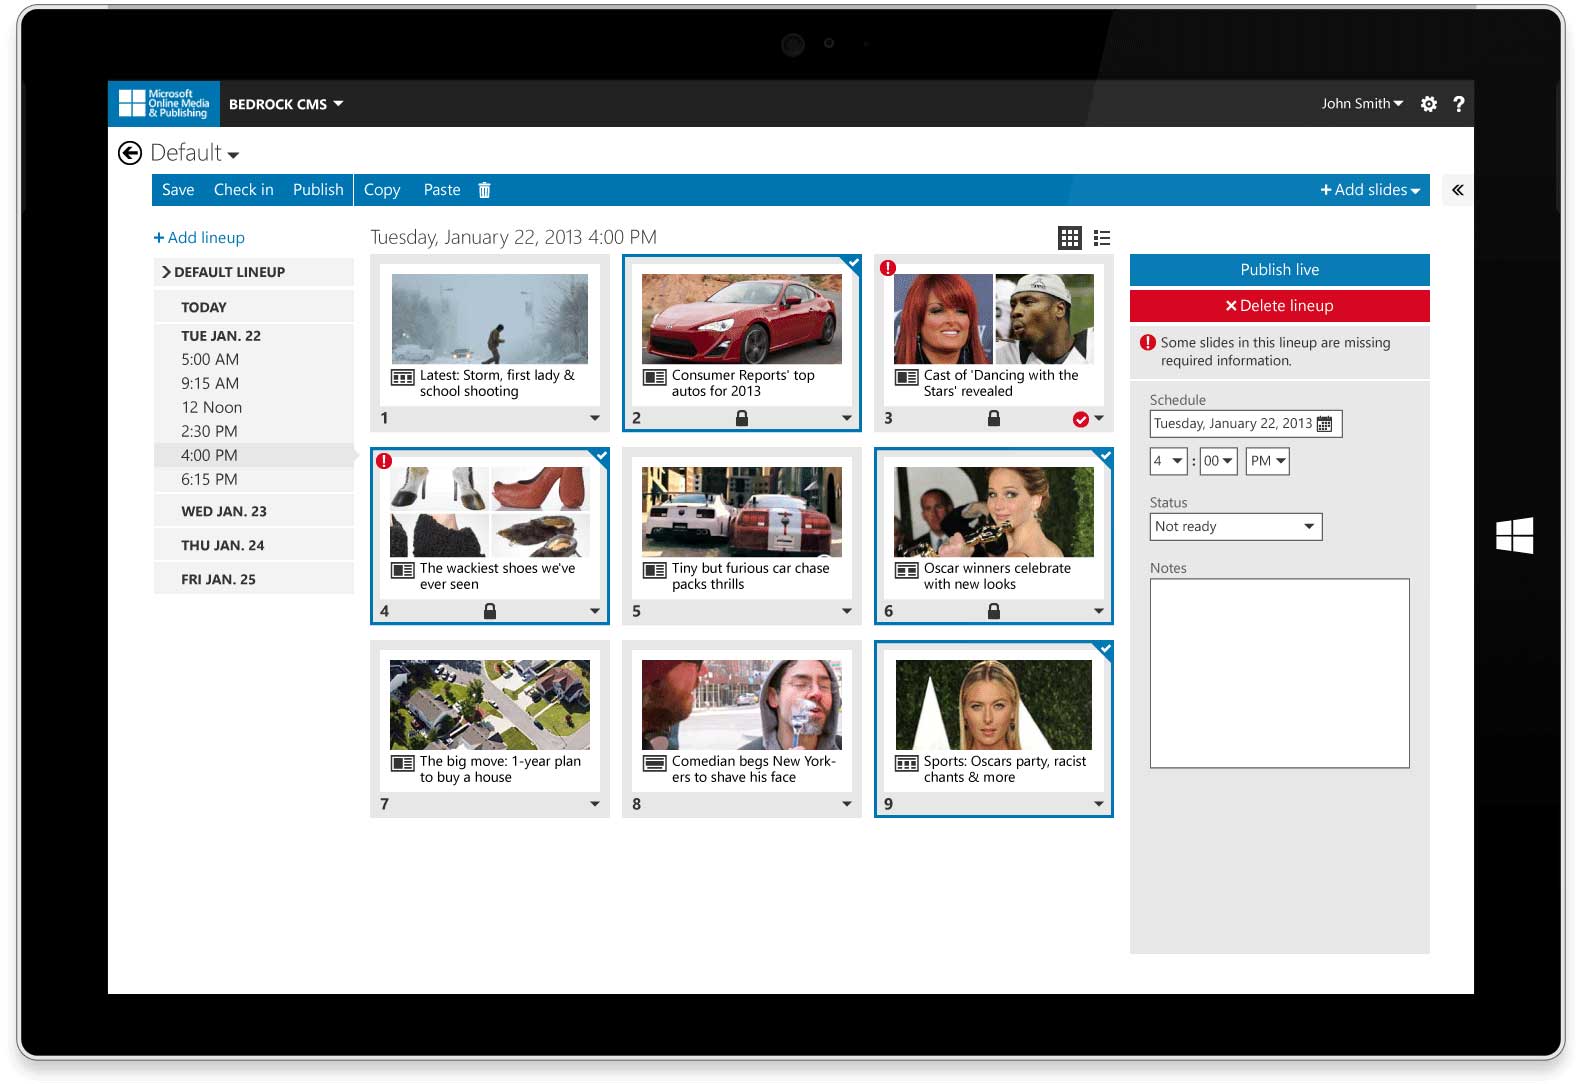 Microsoft
Online Media
& Publishing
BEDROCK CMS
John Smith
?
Default
Save Check in Publish Copy Paste
+ Add slides
+ Add lineup
DEFAULT LINEUP
TODAY
TUE JAN. 22
5:00 AM
9:15 AM
12 Noon
2:30 PM
4:00 PM
6:15 PM
WED JAN. 23
THU JAN. 24
FRI JAN. 25
Tuesday, January 22, 2013 4:00 PM
Latest: Storm, first lady &
school shooting
1
Consumer Reports' top
autos for 2013
2
Cast of 'Dancing with the
Stars' revealed
3
The wackiest shoes we've
ever seen
4
Tiny but furious car chase
packs thrills
5
Oscar winners celebrate
with new looks
6
The big move: 1-year plan
to buy a house
7
Comedian begs New York-
ers to shave his face
8
Sports: Oscars party, racist
chants & more
9
Publish live
Delete lineup
Some slides in this lineup are missing
required information.
Schedule
Tuesday, January 22, 2013
4 : 00 PM
Status
Not ready
Notes